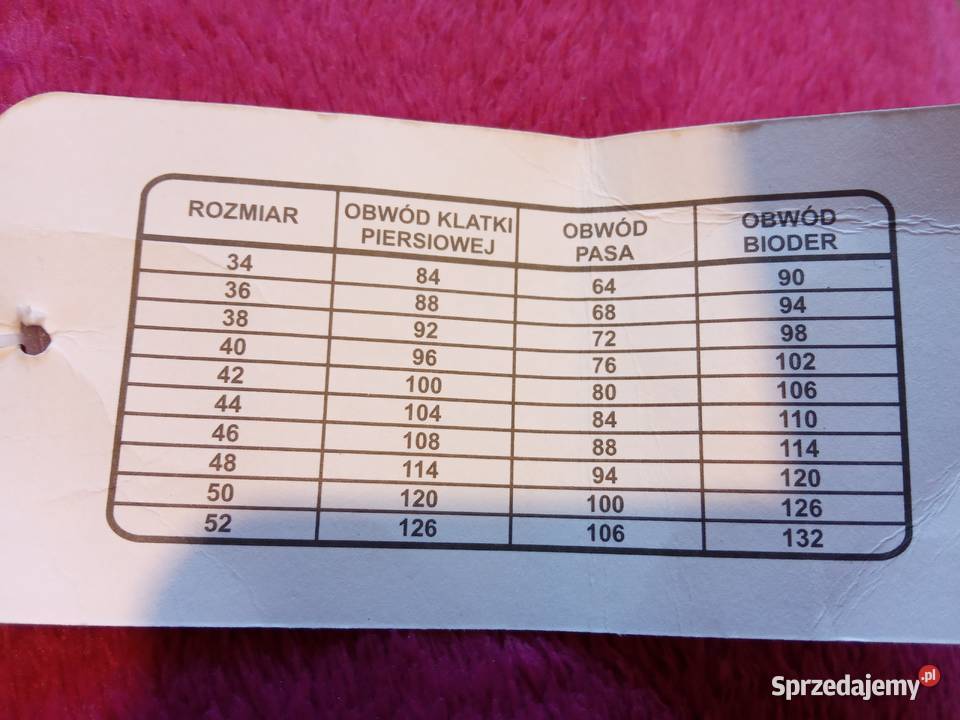 ROZMIAR OBWÓD KLATKI PIERSIOWEJ OBWÓD PASA OBWÓD BIODER
34 84 64 90
36 88 68 94
38 92 72 98
40 96 76 102
42 100 80 106
44 104 84 110
46 108 88 114
48 114 94 120
50 120 100 126
52 126 106 132
Sprzedajemy.pl